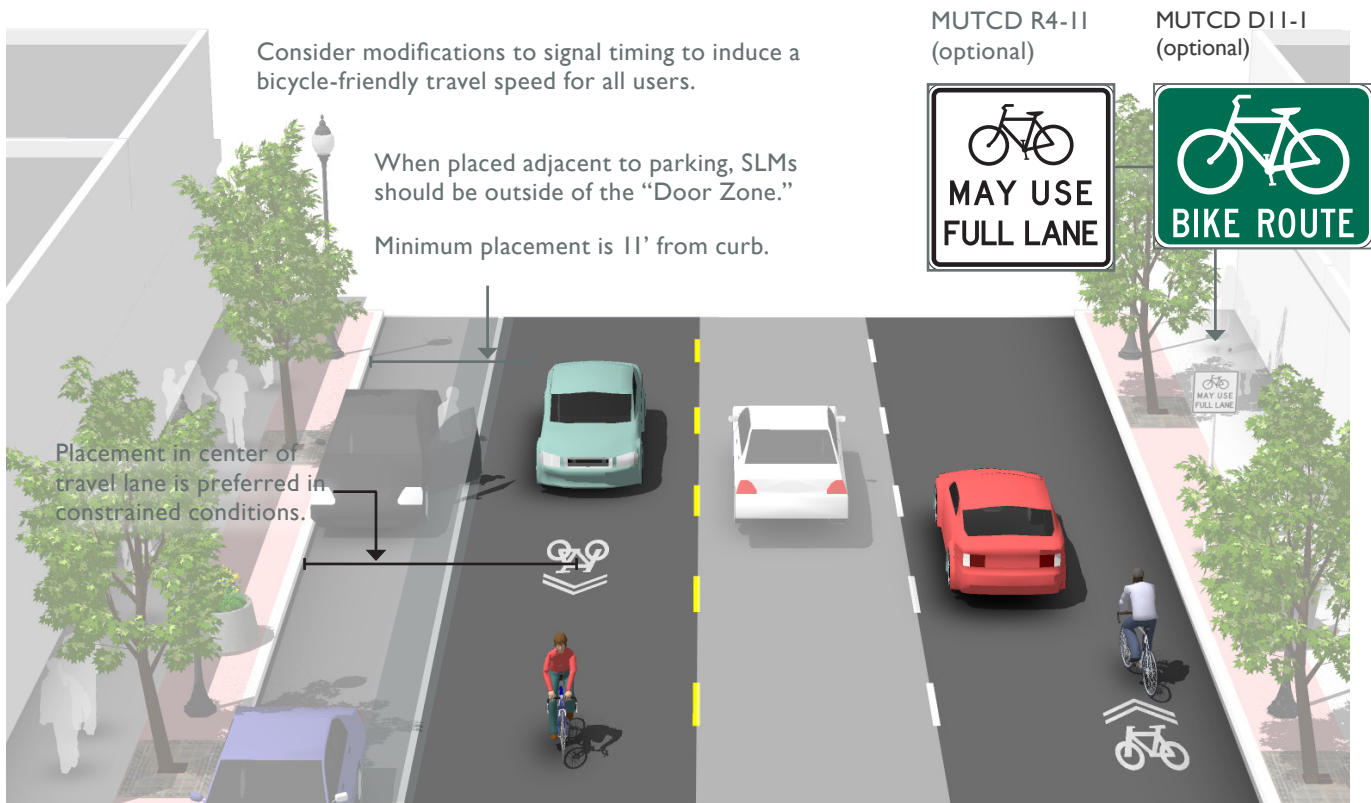 MUTCD R4-11
(optional)
MUTCD D11-1
(optional)
Consider modifications to signal timing to induce a
bicycle-friendly travel speed for all users.
MAY USE
FULL LANE
BIKE ROUTE
When placed adjacent to parking, SLMs
should be outside of the “Door Zone.”
Minimum placement is 11’ from curb.
MAY USE
FULL LANE
Placement in center of
travel lane is preferred in
constrained conditions.